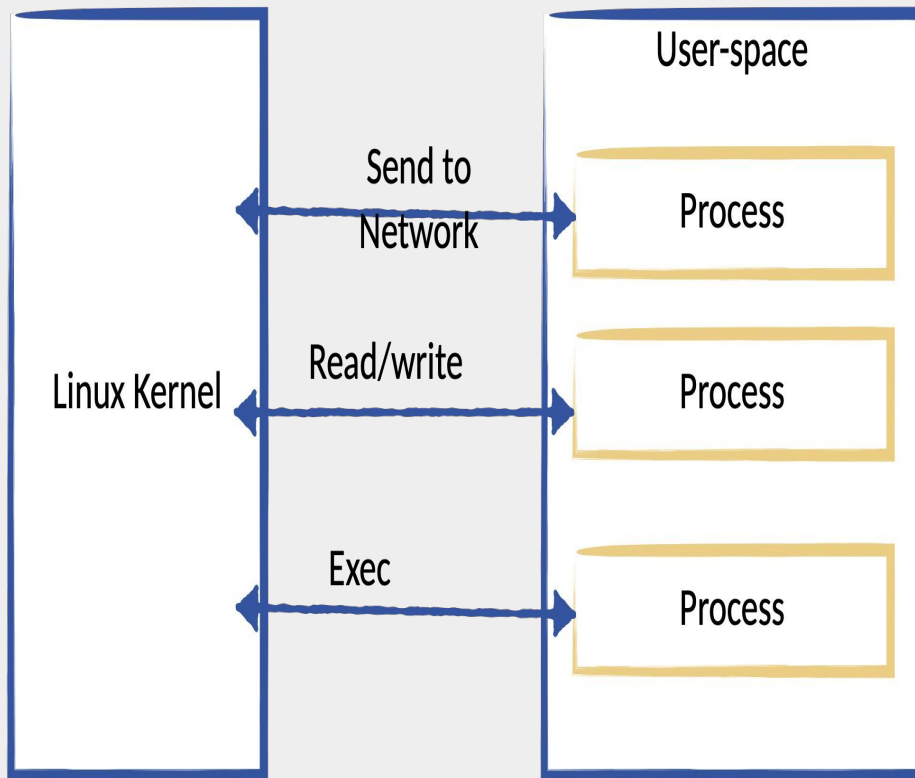 User-space
Send to
Network
Process
Linux Kernel
Read/write
Process
Exec
Process